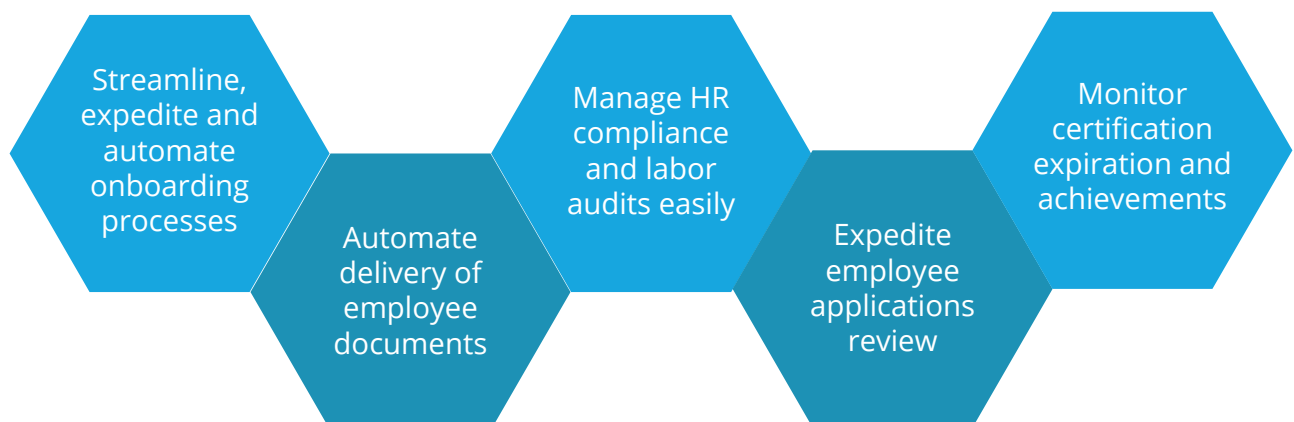 Streamline,
expedite and
automate
onboarding
processes
Automate
delivery of
employee
documents
Manage HR
compliance
and labor
audits easily
Expedite
employee
applications
review
Monitor
certification
expiration and
achievements